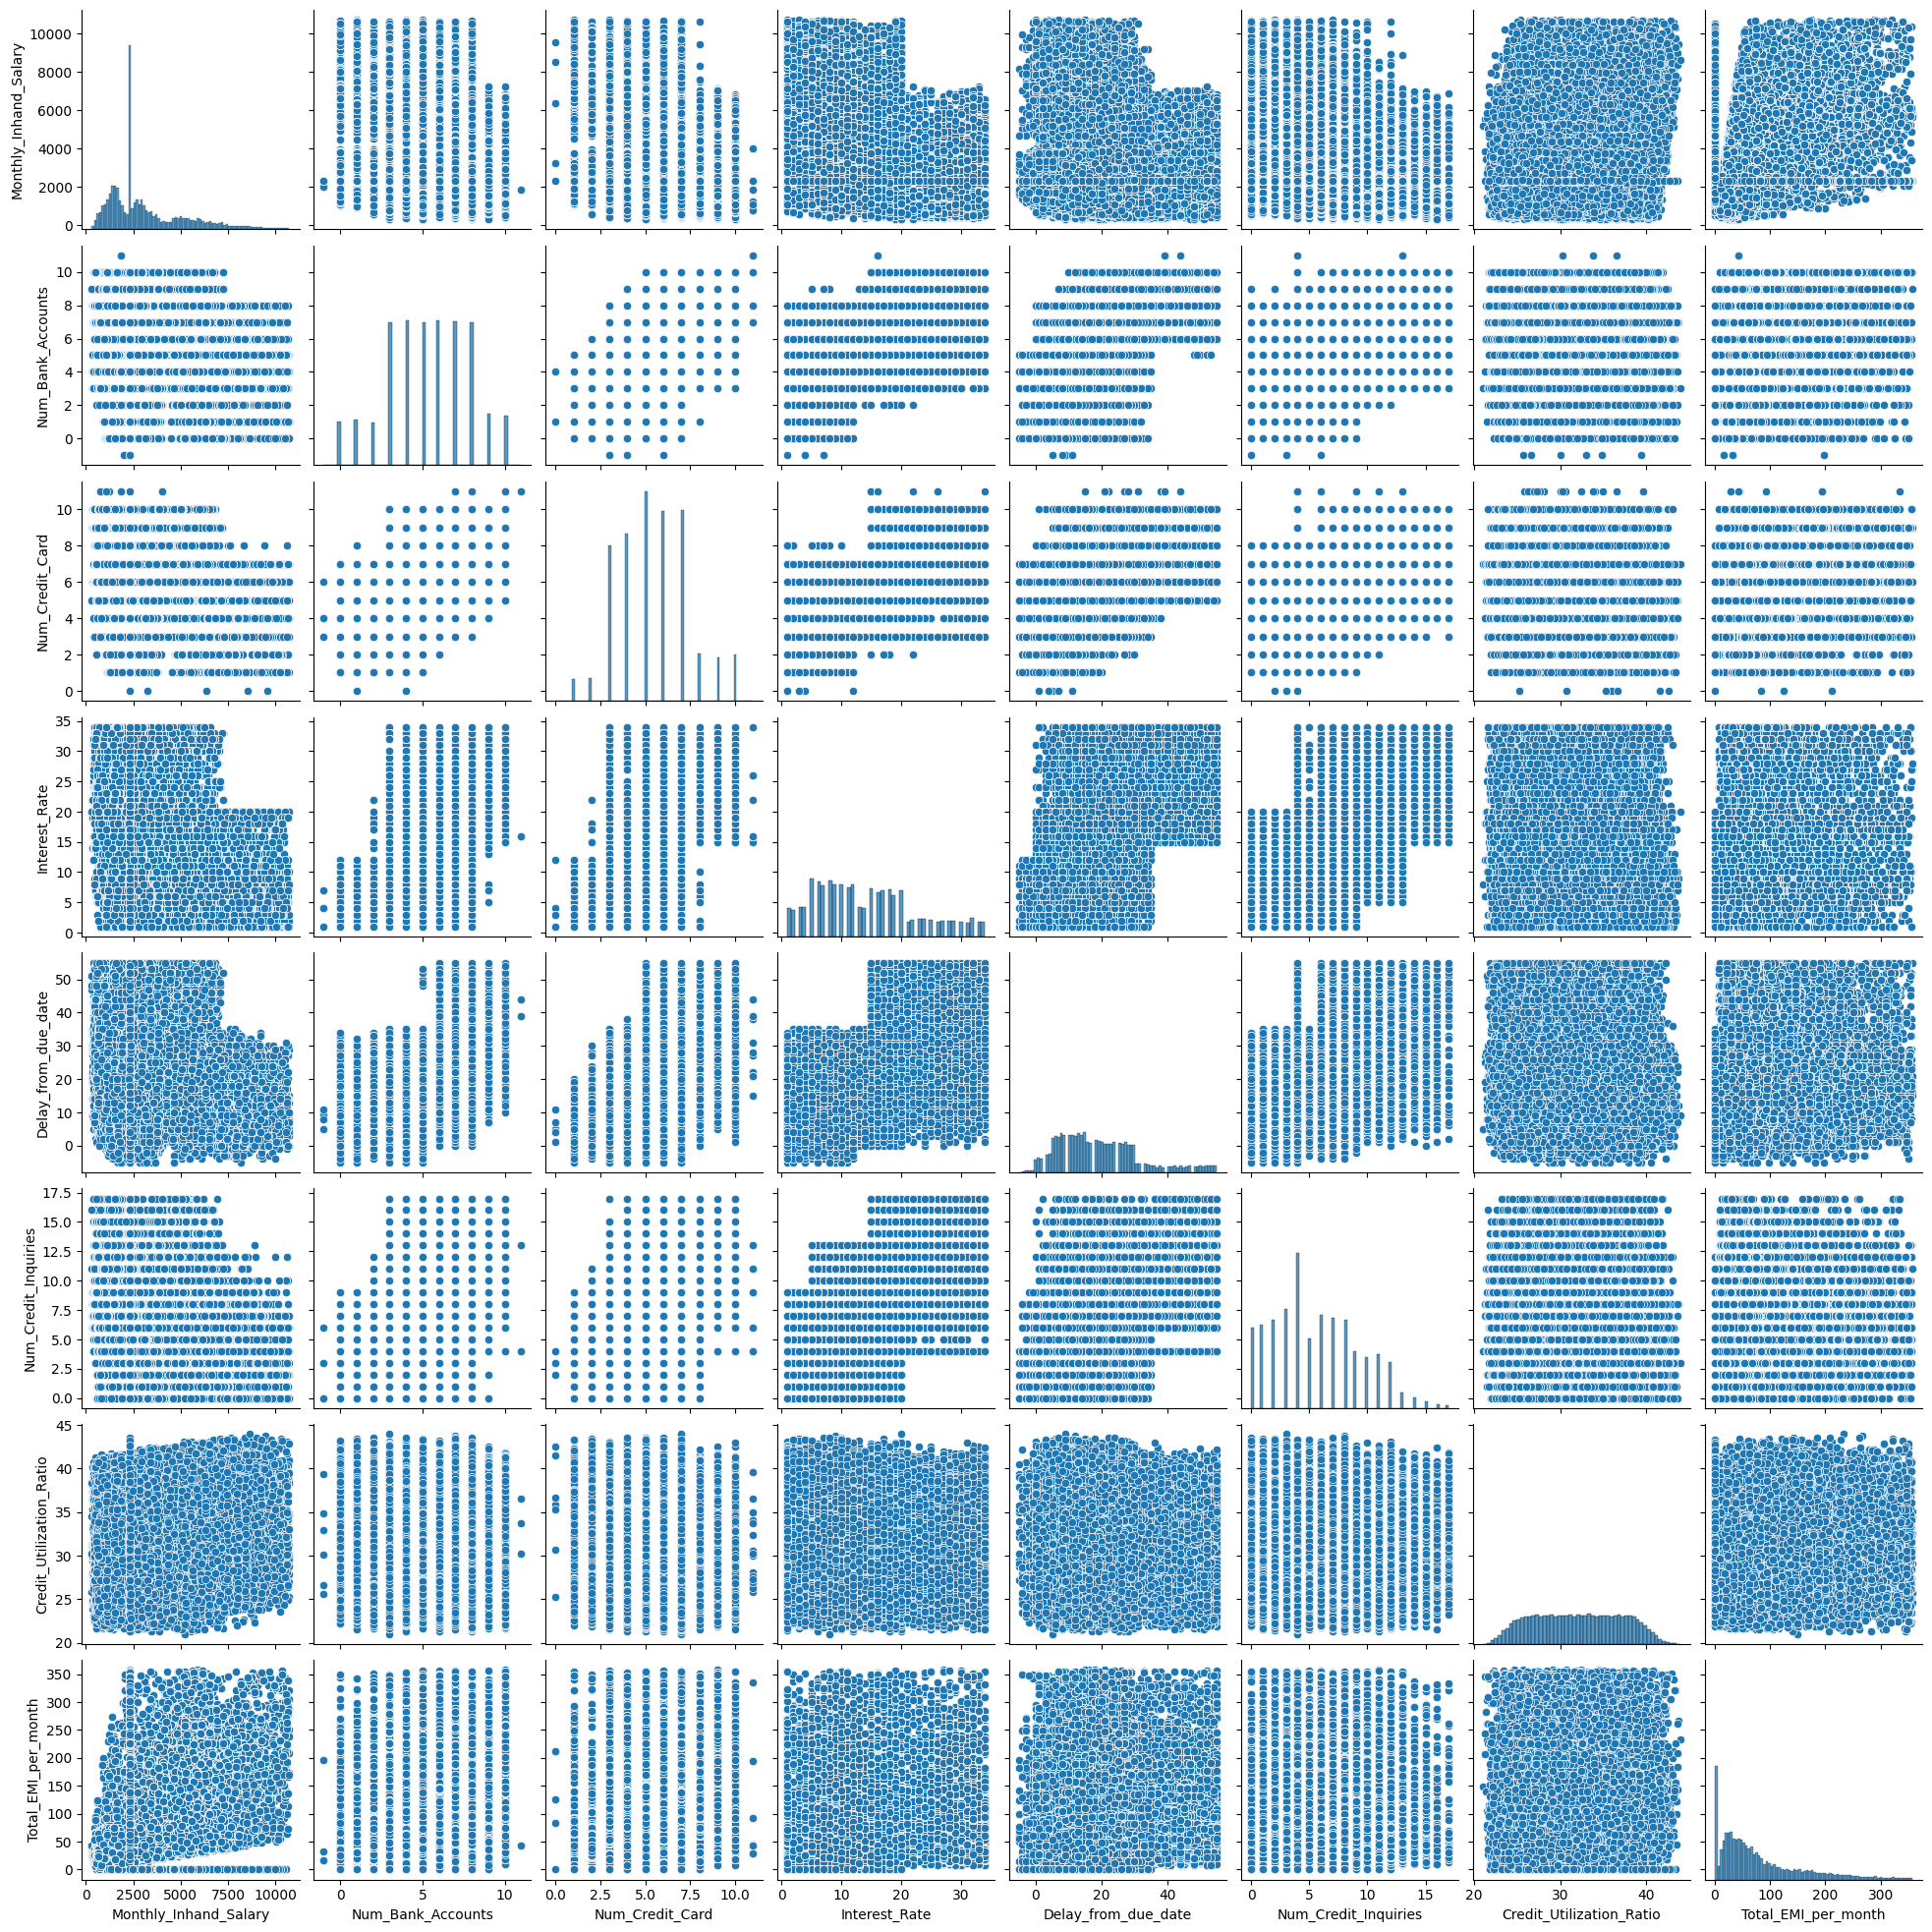 Monthly_Inhand_Salary
10000
8000
6000
4000
2000
0
Num_Bank_Accounts
10
8
6
4
2
0
Num_Credit_Card
10
8
6
4
2
0
Interest_Rate
35
30
25
20
15
10
5
0
Delay_from_due_date
50
40
30
20
10
0
Num_Credit_Inquiries
17.5
15.0
12.5
10.0
7.5
5.0
2.5
0.0
Credit_Utilization_Ratio
45
40
35
30
25
20
Total_EMI_per_month
350
300
250
200
150
100
50
0
0 2500 5000 7500 10000
Monthly_Inhand_Salary
0 5 10
Num_Bank_Accounts
0.0 2.5 5.0 7.5 10.0
Num_Credit_Card
0 10 20 30
Interest_Rate
0 20 40
Delay_from_due_date
0 5 10 15
Num_Credit_Inquiries
20 30 40
Credit_Utilization_Ratio
0 100 200 300
Total_EMI_per_month